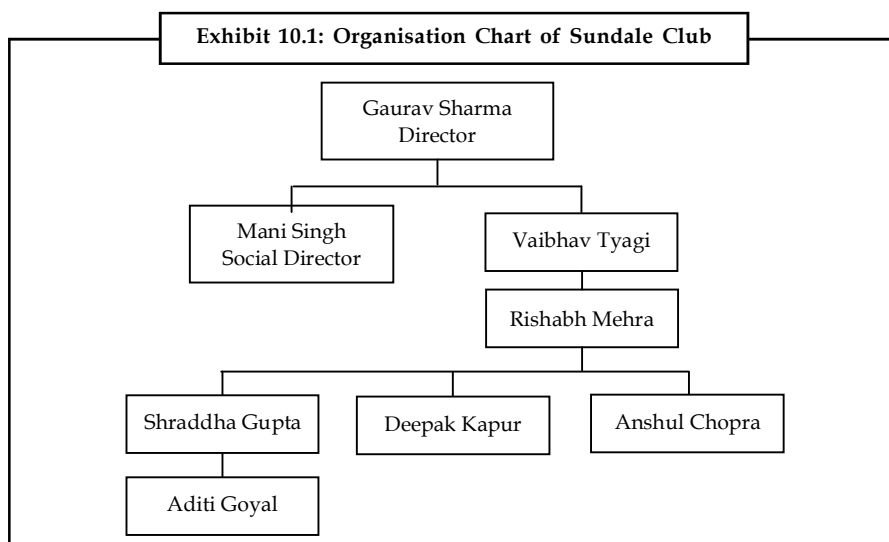 Exhibit 10.1: Organisation Chart of Sundale Club
Gaurav Sharma
Director
Mani Singh
Social Director
Vaibhav Tyagi
Rishabh Mehra
Shraddha Gupta
Deepak Kapur
Anshul Chopra
Aditi Goyal